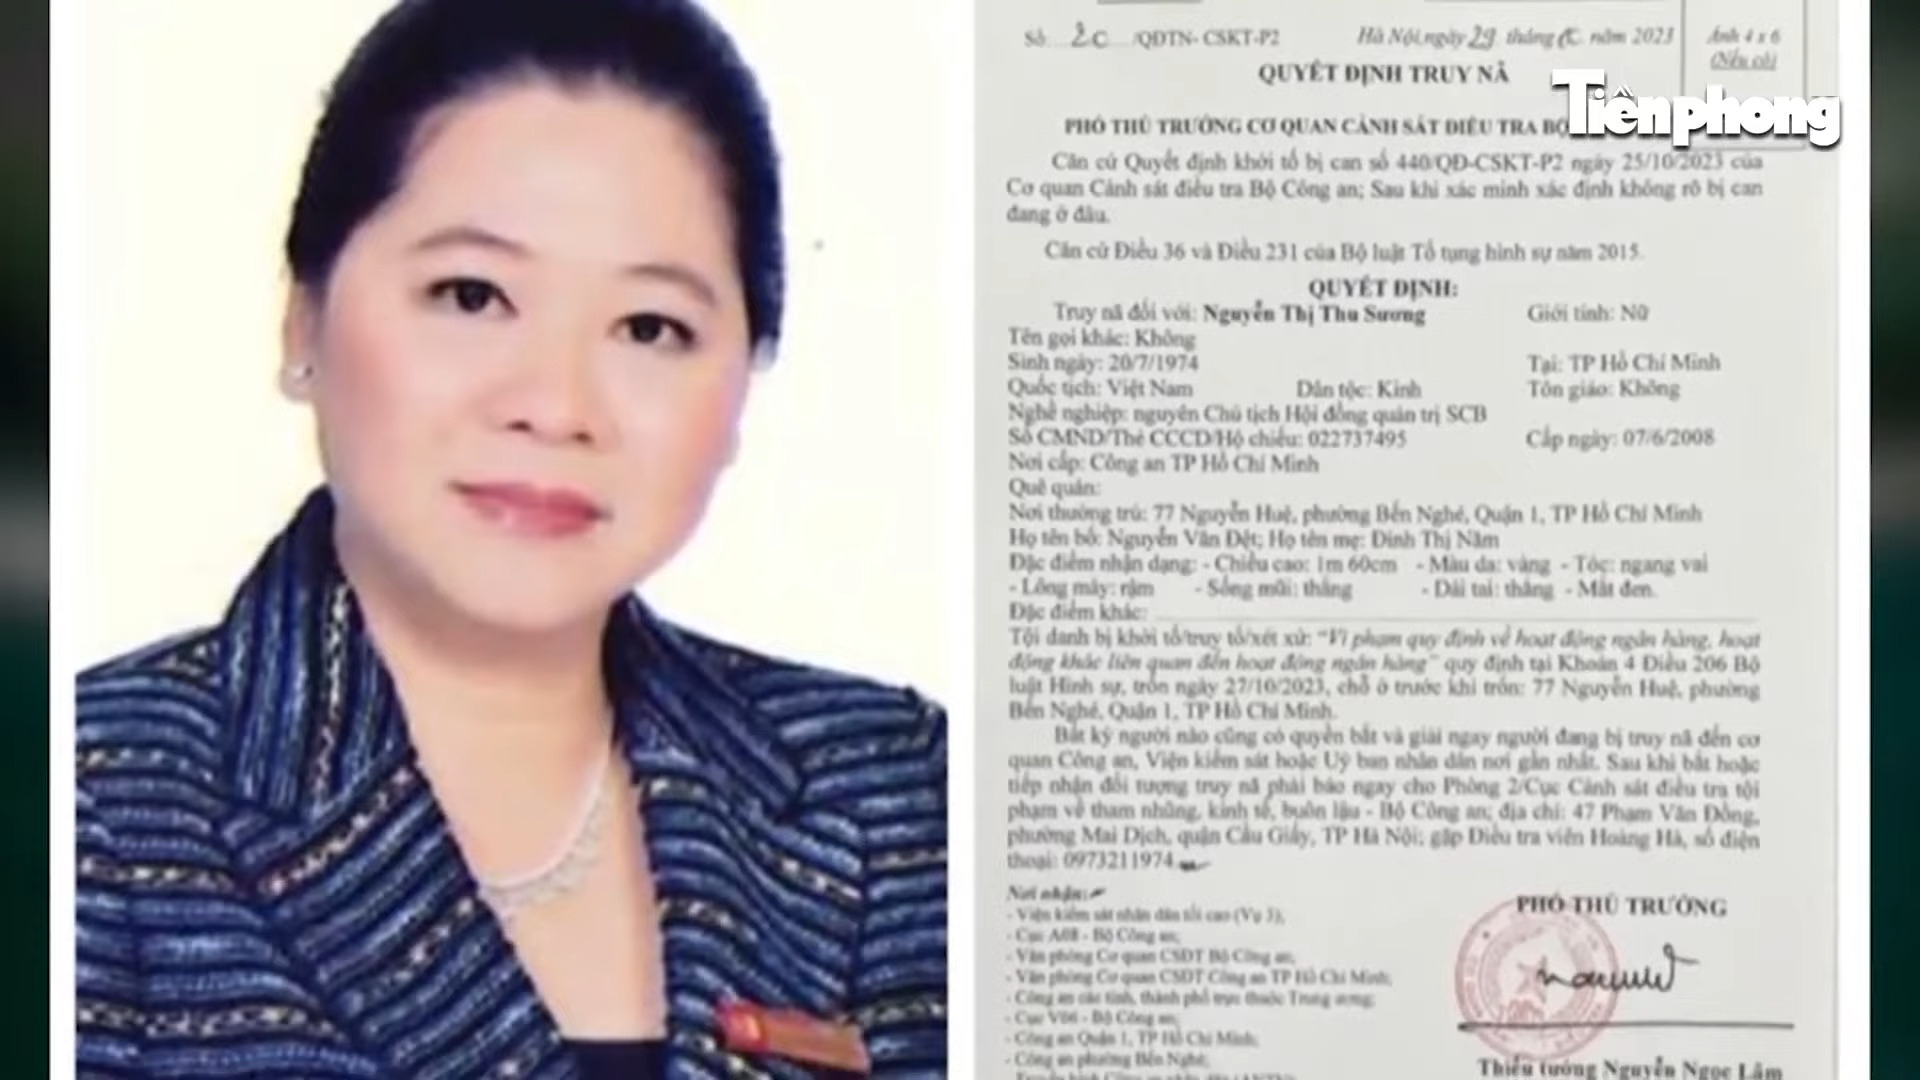 Số 20 /QĐTN- CSKT-P2
Hà Nội, ngày 29 tháng năm 2023
Ảnh 4 x 6
(Nếu có)
QUYẾT ĐỊNH TRUY NÃ
Tiền phong
PHÓ THỦ TRƯỞNG CƠ QUAN CẢNH SÁT ĐIỀU TRA BỘ
Căn cứ Quyết định khởi tố bị can số 440/QĐ-CSKT-P2 ngày 25/10/2023 của
Cơ quan Cảnh sát điều tra Bộ Công an; Sau khi xác minh xác định không rõ bị can
đang ở đâu.
Căn cứ Điều 36 và Điều 231 của Bộ luật Tố tụng hình sự năm 2015.
QUYẾT ĐỊNH:
Truy nã đối với: Nguyễn Thị Thu Sương Giới tính: Nữ
Tên gọi khác: Không
Sinh ngày: 20/7/1974 Tại: TP Hồ Chí Minh
Quốc tịch: Việt Nam Dân tộc: Kinh Tôn giáo: Không
Nghề nghiệp: nguyên Chủ tịch Hội đồng quản trị SCB
Số CMND/Thẻ CCCD/Hộ chiếu: 022737495 Cấp ngày: 07/6/2008
Nơi cấp: Công an TP Hồ Chí Minh
Quê quán:
Nơi thường trú: 77 Nguyễn Huệ, phường Bến Nghé, Quận 1, TP Hồ Chí Minh
Họ tên bố: Nguyễn Văn Dệt; Họ tên mẹ: Đinh Thị Năm
Đặc điểm nhận dạng: - Chiều cao: 1m 60cm - Màu da: vàng - Tóc: ngang vai
- Lông mày: rậm - Sống mũi: thẳng - Dái tai: thẳng - Mắt đen.
Đặc điểm khác:
Tội danh bị khởi tố/truy tố/xét xử: “Vi phạm quy định về hoạt động ngân hàng, hoạt
động khác liên quan đến hoạt động ngân hàng” quy định tại Khoản 4 Điều 206 Bộ
luật Hình sự, trốn ngày 27/10/2023, chỗ ở trước khi trốn: 77 Nguyễn Huệ, phường
Bến Nghé, Quận 1, TP Hồ Chí Minh.
Bất kỳ người nào cũng có quyền bắt và giải ngay người đang bị truy nã đến cơ
quan Công an, Viện kiểm sát hoặc Uỷ ban nhân dân nơi gần nhất. Sau khi bắt hoặc
tiếp nhận đối tượng truy nã phải báo ngay cho Phòng 2/Cục Cảnh sát điều tra tội
phạm về tham nhũng, kinh tế, buôn lậu - Bộ Công an; địa chỉ: 47 Phạm Văn Đồng,
phường Mai Dịch, quận Cầu Giấy, TP Hà Nội; gặp Điều tra viên Hoàng Hà, số điện
thoại: 0973211974
Nơi nhận:
- Viện kiểm sát nhân dân tối cao (Vụ 3);
- Cục A08 - Bộ Công an;
- Văn phòng Cơ quan CSĐT Bộ Công an;
- Văn phòng Cơ quan CSĐT Công an TP Hồ Chí Minh;
- Công an các tỉnh, thành phố trực thuộc Trung ương;
- Cục V06 - Bộ Công an;
- Công an Quận 1, TP Hồ Chí Minh;
- Công an phường Bến Nghé;
PHÓ THỦ TRƯỞNG
Thiếu tướng Nguyễn Ngọc Lâm